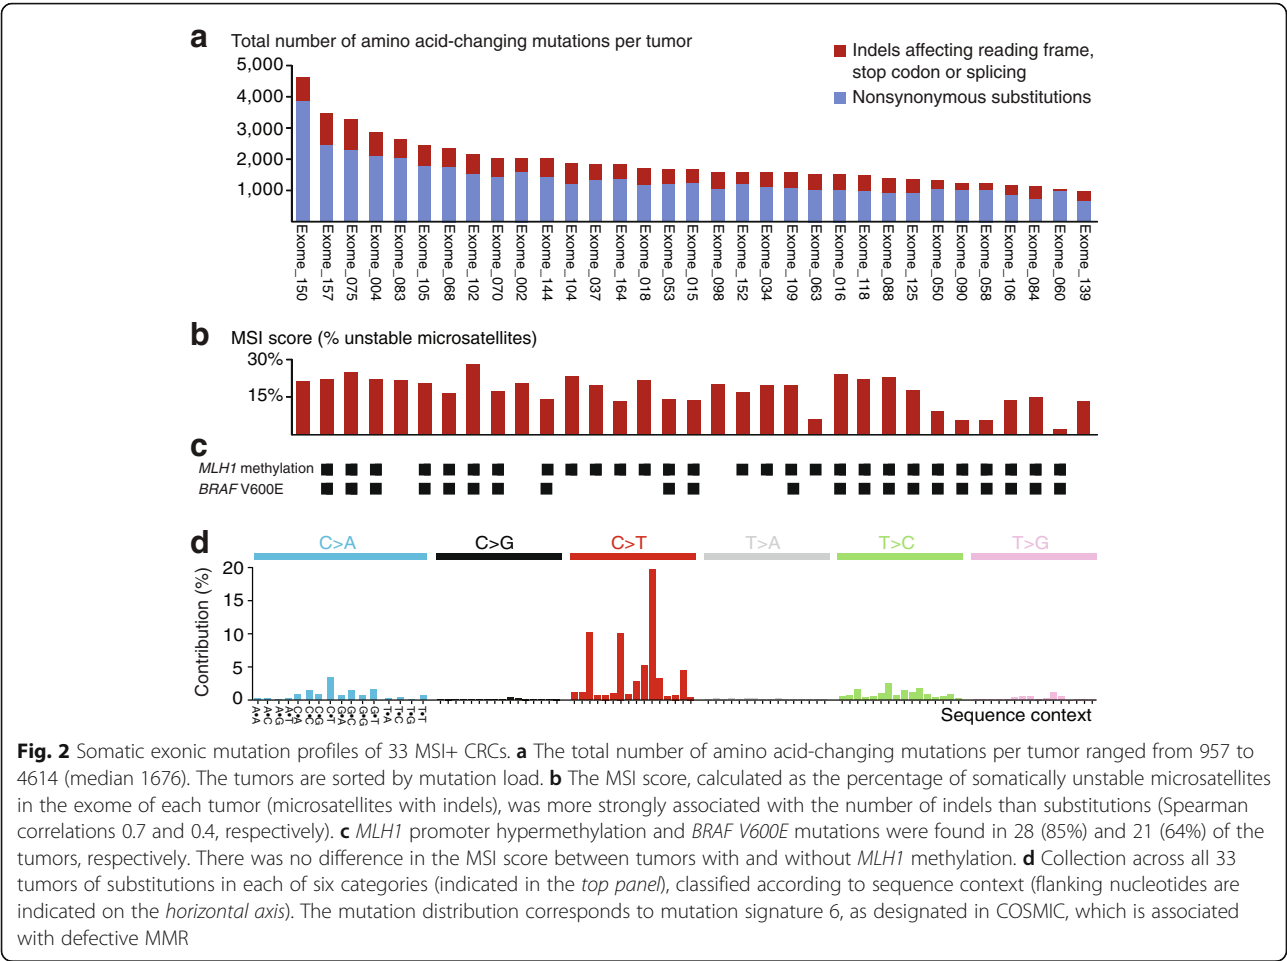 a Total number of amino acid-changing mutations per tumor
Indels affecting reading frame,
stop codon or splicing
Nonsynonymous substitutions
5,000
4,000
3,000
2,000
1,000
Exome_150
Exome_157
Exome_075
Exome_004
Exome_083
Exome_105
Exome_068
Exome_102
Exome_070
Exome_002
Exome_144
Exome_104
Exome_037
Exome_164
Exome_018
Exome_053
Exome_015
Exome_098
Exome_152
Exome_034
Exome_109
Exome_063
Exome_016
Exome_118
Exome_125
Exome_050
Exome_090
Exome_058
Exome_106
Exome_084
Exome_060
Exome_139
b MSI score (% unstable microsatellites)
30%
15%
c
MLH1 methylation
BRAF V600E
d C>A C>G C>T T>A T>C T>G
Contribution (%)
20
15
10
5
0
A•A
A•C
A•G
A•T
C•A
C•C
C•G
C•T
G•A
G•C
G•G
G•T
T•A
T•C
T•G
T•T
Sequence context
Fig. 2 Somatic exonic mutation profiles of 33 MSI+ CRCs. a The total number of amino acid-changing mutations per tumor ranged from 957 to
4614 (median 1676). The tumors are sorted by mutation load. b The MSI score, calculated as the percentage of somatically unstable microsatellites
in the exome of each tumor (microsatellites with indels), was more strongly associated with the number of indels than substitutions (Spearman
correlations 0.7 and 0.4, respectively). c MLH1 promoter hypermethylation and BRAF V600E mutations were found in 28 (85%) and 21 (64%) of the
tumors, respectively. There was no difference in the MSI score between tumors with and without MLH1 methylation. d Collection across all 33
tumors of substitutions in each of six categories (indicated in the top panel), classified according to sequence context (flanking nucleotides are
indicated on the horizontal axis). The mutation distribution corresponds to mutation signature 6, as designated in COSMIC, which is associated
with defective MMR